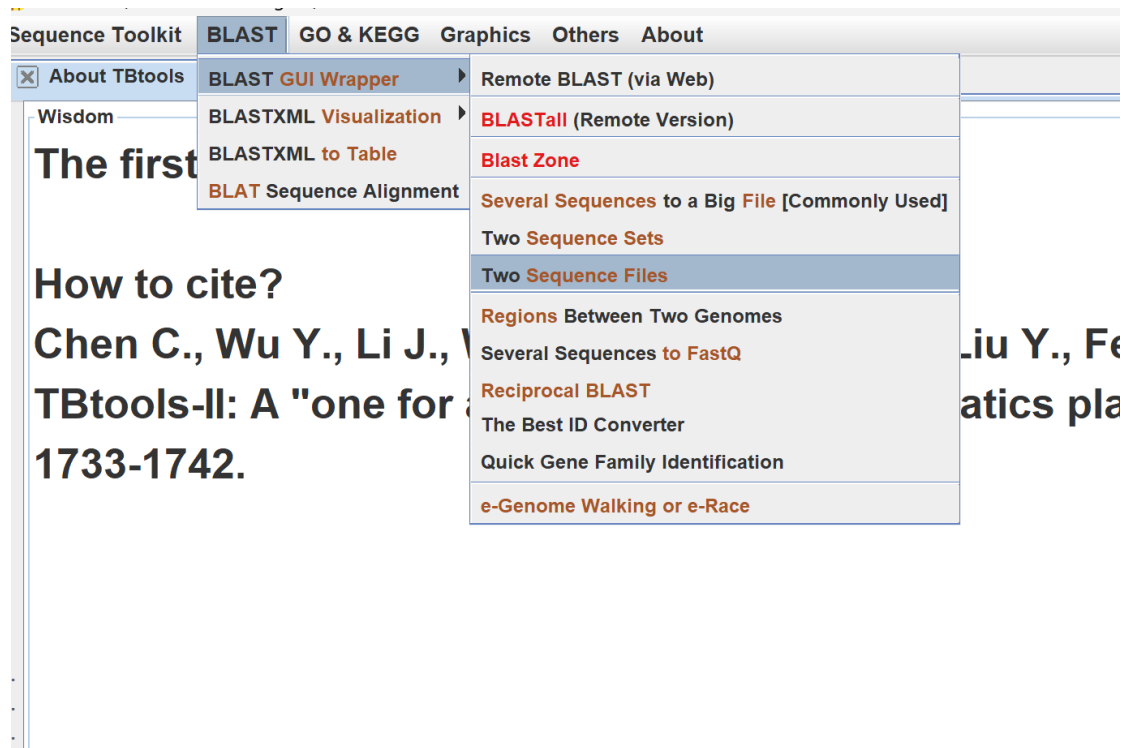 Sequence Toolkit BLAST GO & KEGG Graphics Others About
About TBtools
BLAST GUI Wrapper
BLASTXML Visualization
BLASTXML to Table
BLAT Sequence Alignment
Remote BLAST (via Web)
BLASTall (Remote Version)
Blast Zone
Several Sequences to a Big File [Commonly Used]
Two Sequence Sets
Two Sequence Files
Regions Between Two Genomes
Several Sequences to FastQ
Reciprocal BLAST
The Best ID Converter
Quick Gene Family Identification
e-Genome Walking or e-Race
Wisdom
The first
How to cite?
Chen C., Wu Y., Li J., Liu Y.,
TBtools-II: A "one for
1733-1742.